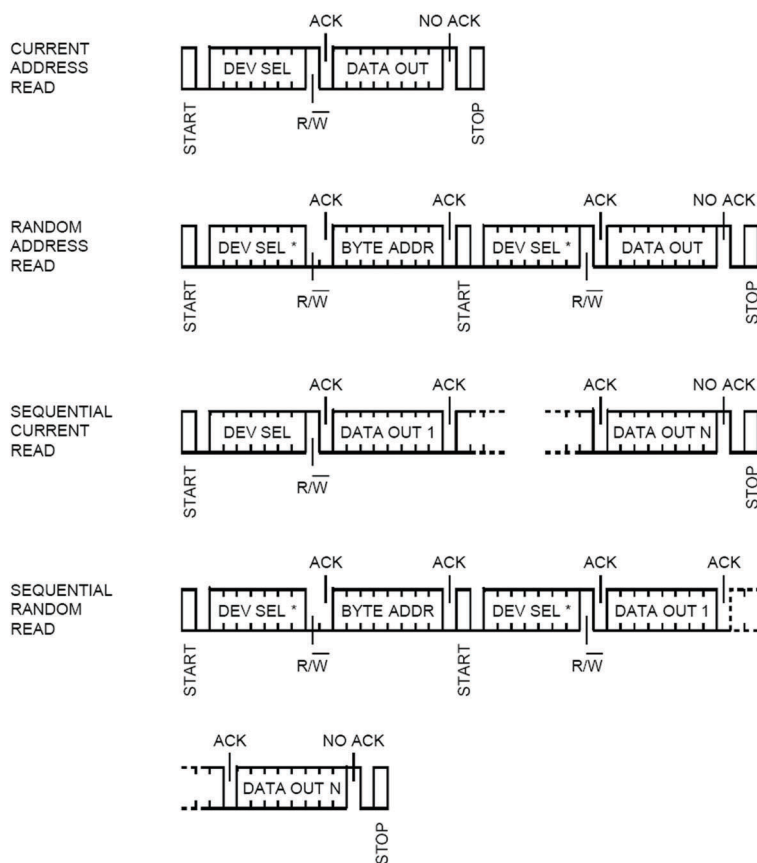 ACK NO ACK
CURRENT
ADDRESS
READ
DEV SEL DATA OUT
R/W
START STOP
ACK ACK ACK NO ACK
RANDOM
ADDRESS
READ
DEV SEL * BYTE ADDR DEV SEL * DATA OUT
R/W R/W
START START STOP
ACK ACK ACK NO ACK
SEQUENTIAL
CURRENT
READ
DEV SEL DATA OUT 1 DATA OUT N
R/W
START STOP
ACK ACK ACK ACK
SEQUENTIAL
RANDOM
READ
DEV SEL * BYTE ADDR DEV SEL * DATA OUT 1
R/W R/W
START START
ACK NO ACK
DATA OUT N
STOP